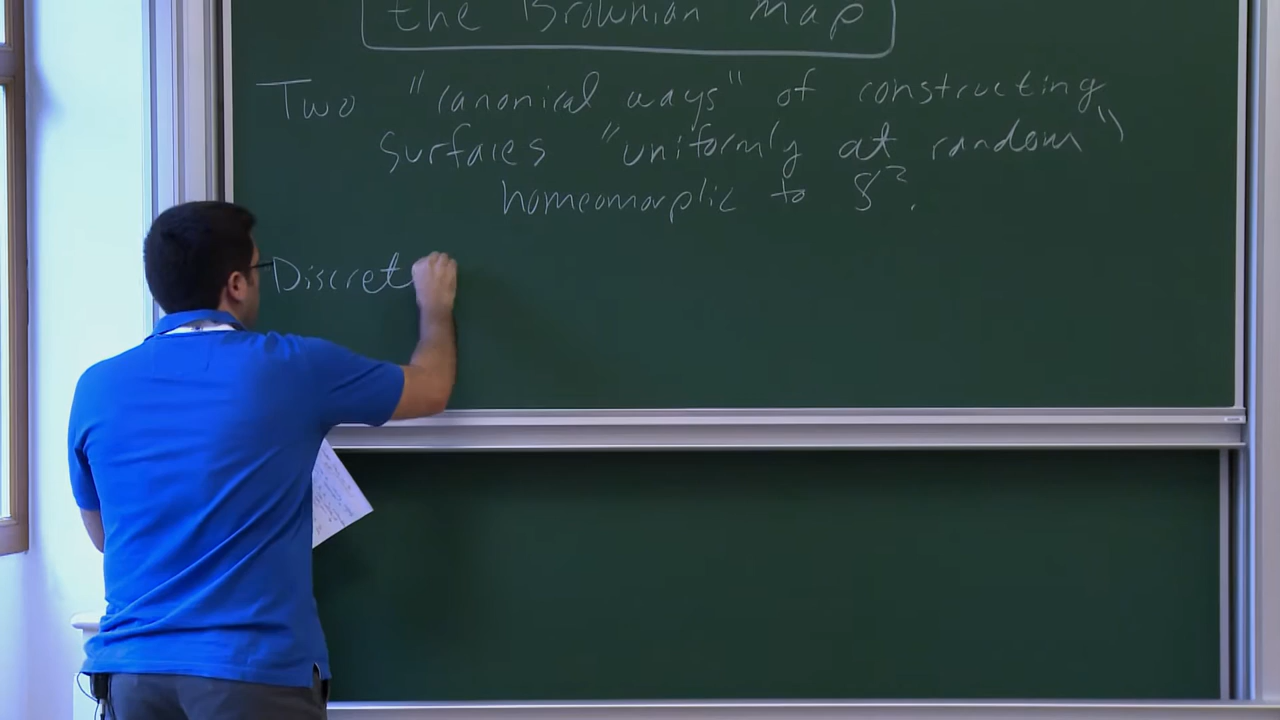 the Brownian map
Two "canonical ways" of constructing
surfaces "uniformly at random"
homeomorphic to S².
Discret